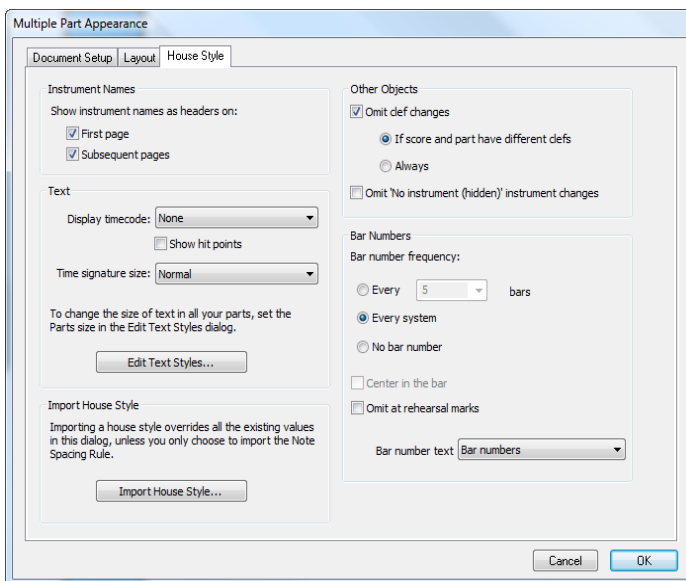 Multiple Part Appearance
Document Setup
Layout
House Style
Instrument Names
Show instrument names as headers on:
First page
Subsequent pages
Text
Display timecode: None
Show hit points
Time signature size: Normal
To change the size of text in all your parts, set the
Parts size in the Edit Text Styles dialog.
Edit Text Styles...
Import House Style
Importing a house style overrides all the existing values
in this dialog, unless you only choose to import the Note
Spacing Rule.
Import House Style...
Other Objects
Omit clef changes
If score and part have different clefs
Always
Omit 'No instrument (hidden)' instrument changes
Bar Numbers
Bar number frequency:
Every 5 bars
Every system
No bar number
Center in the bar
Omit at rehearsal marks
Bar number text Bar numbers
Cancel
OK